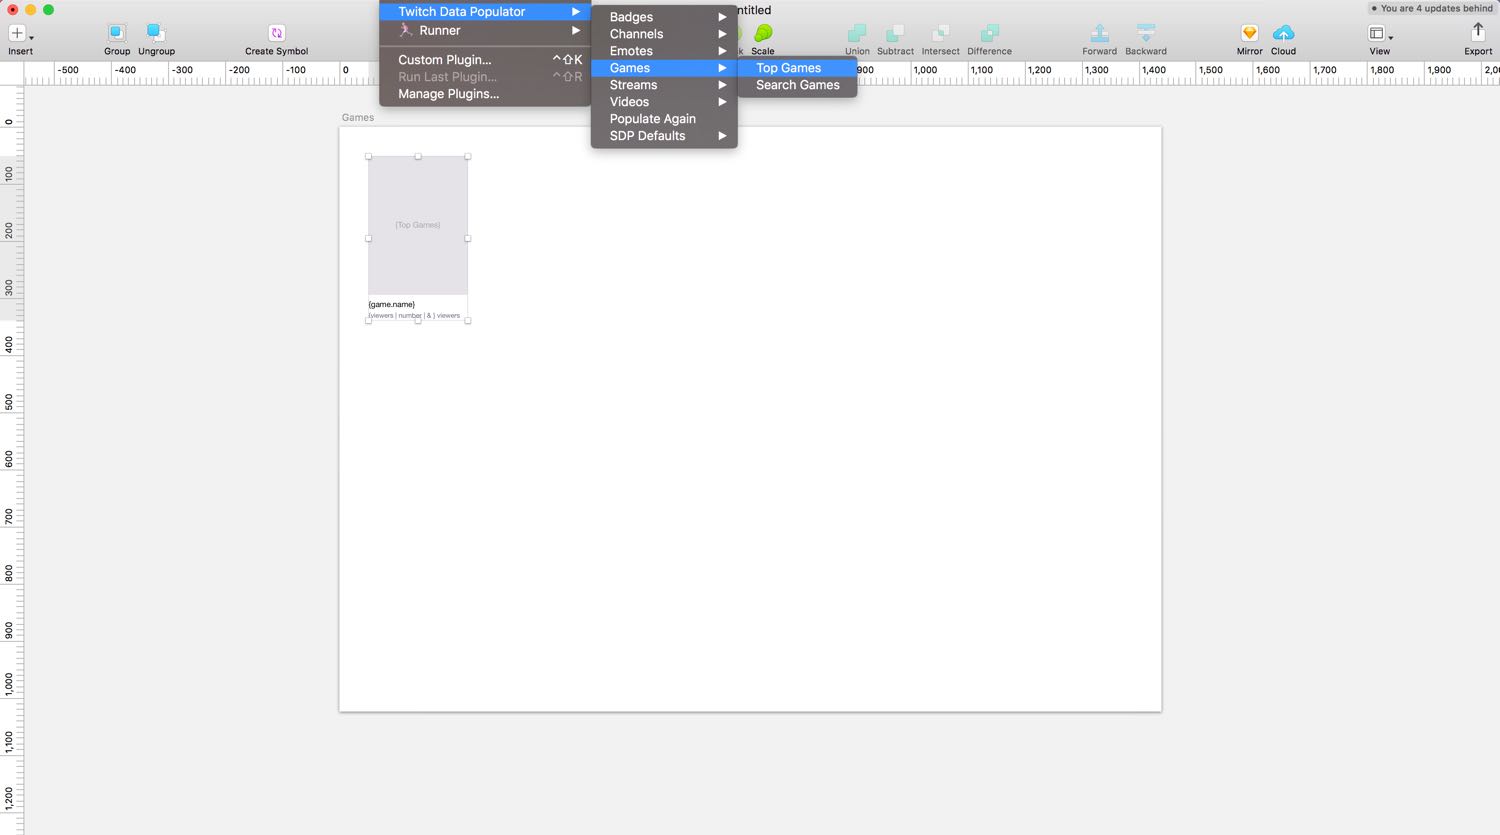 Twitch Data Populator
Runner
Custom Plugin... ^⇧K
Run Last Plugin... ^⇧R
Manage Plugins...
Badges
Channels
Emotes
Games
Streams
Videos
Populate Again
SDP Defaults
Top Games
Search Games
ntitled
You are 4 updates behind
Insert
Group
Ungroup
Create Symbol
k
Scale
Union
Subtract
Intersect
Difference
Forward
Backward
Mirror
Cloud
View
Export
-500 -400 -300 -200 -100 0 900 1,000 1,100 1,200 1,300 1,400 1,500 1,600 1,700 1,800 1,900 2,0
0
100
200
300
400
500
600
700
800
900
1,000
1,100
1,200
Games
{Top Games}
{game.name}
{viewers | number | & } viewers